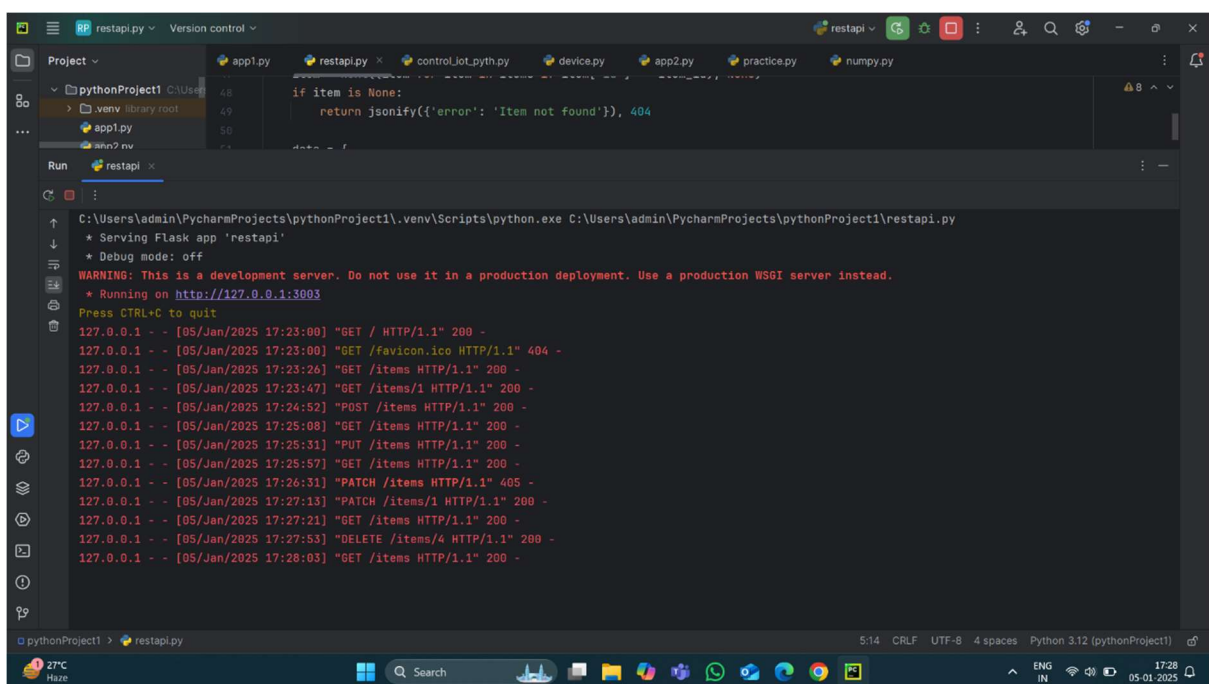 RP restapi.py Version control restapi
Project app1.py restapi.py control_iot_pyth.py device.py app2.py practice.py numpy.py
pythonProject1 C:\User 48 if item is None: 8
.venv library root 49 return jsonify({'error': 'Item not found'}), 404
app1.py 50
app2.py data = {
Run restapi
C:\Users\admin\PycharmProjects\pythonProject1\.venv\Scripts\python.exe C:\Users\admin\PycharmProjects\pythonProject1\restapi.py
* Serving Flask app 'restapi'
* Debug mode: off
WARNING: This is a development server. Do not use it in a production deployment. Use a production WSGI server instead.
* Running on http://127.0.0.1:3003
Press CTRL+C to quit
127.0.0.1 - - [05/Jan/2025 17:23:00] "GET / HTTP/1.1" 200 -
127.0.0.1 - - [05/Jan/2025 17:23:00] "GET /favicon.ico HTTP/1.1" 404 -
127.0.0.1 - - [05/Jan/2025 17:23:26] "GET /items HTTP/1.1" 200 -
127.0.0.1 - - [05/Jan/2025 17:23:47] "GET /items/1 HTTP/1.1" 200 -
127.0.0.1 - - [05/Jan/2025 17:24:52] "POST /items HTTP/1.1" 200 -
127.0.0.1 - - [05/Jan/2025 17:25:08] "GET /items HTTP/1.1" 200 -
127.0.0.1 - - [05/Jan/2025 17:25:31] "PUT /items HTTP/1.1" 200 -
127.0.0.1 - - [05/Jan/2025 17:25:57] "GET /items HTTP/1.1" 200 -
127.0.0.1 - - [05/Jan/2025 17:26:31] "PATCH /items HTTP/1.1" 405 -
127.0.0.1 - - [05/Jan/2025 17:27:13] "PATCH /items/1 HTTP/1.1" 200 -
127.0.0.1 - - [05/Jan/2025 17:27:21] "GET /items HTTP/1.1" 200 -
127.0.0.1 - - [05/Jan/2025 17:27:53] "DELETE /items/4 HTTP/1.1" 200 -
127.0.0.1 - - [05/Jan/2025 17:28:03] "GET /items HTTP/1.1" 200 -
pythonProject1 > restapi.py 5:14 CRLF UTF-8 4 spaces Python 3.12 (pythonProject1)
1 27°C Search ENG 17:28
Haze IN 05-01-2025